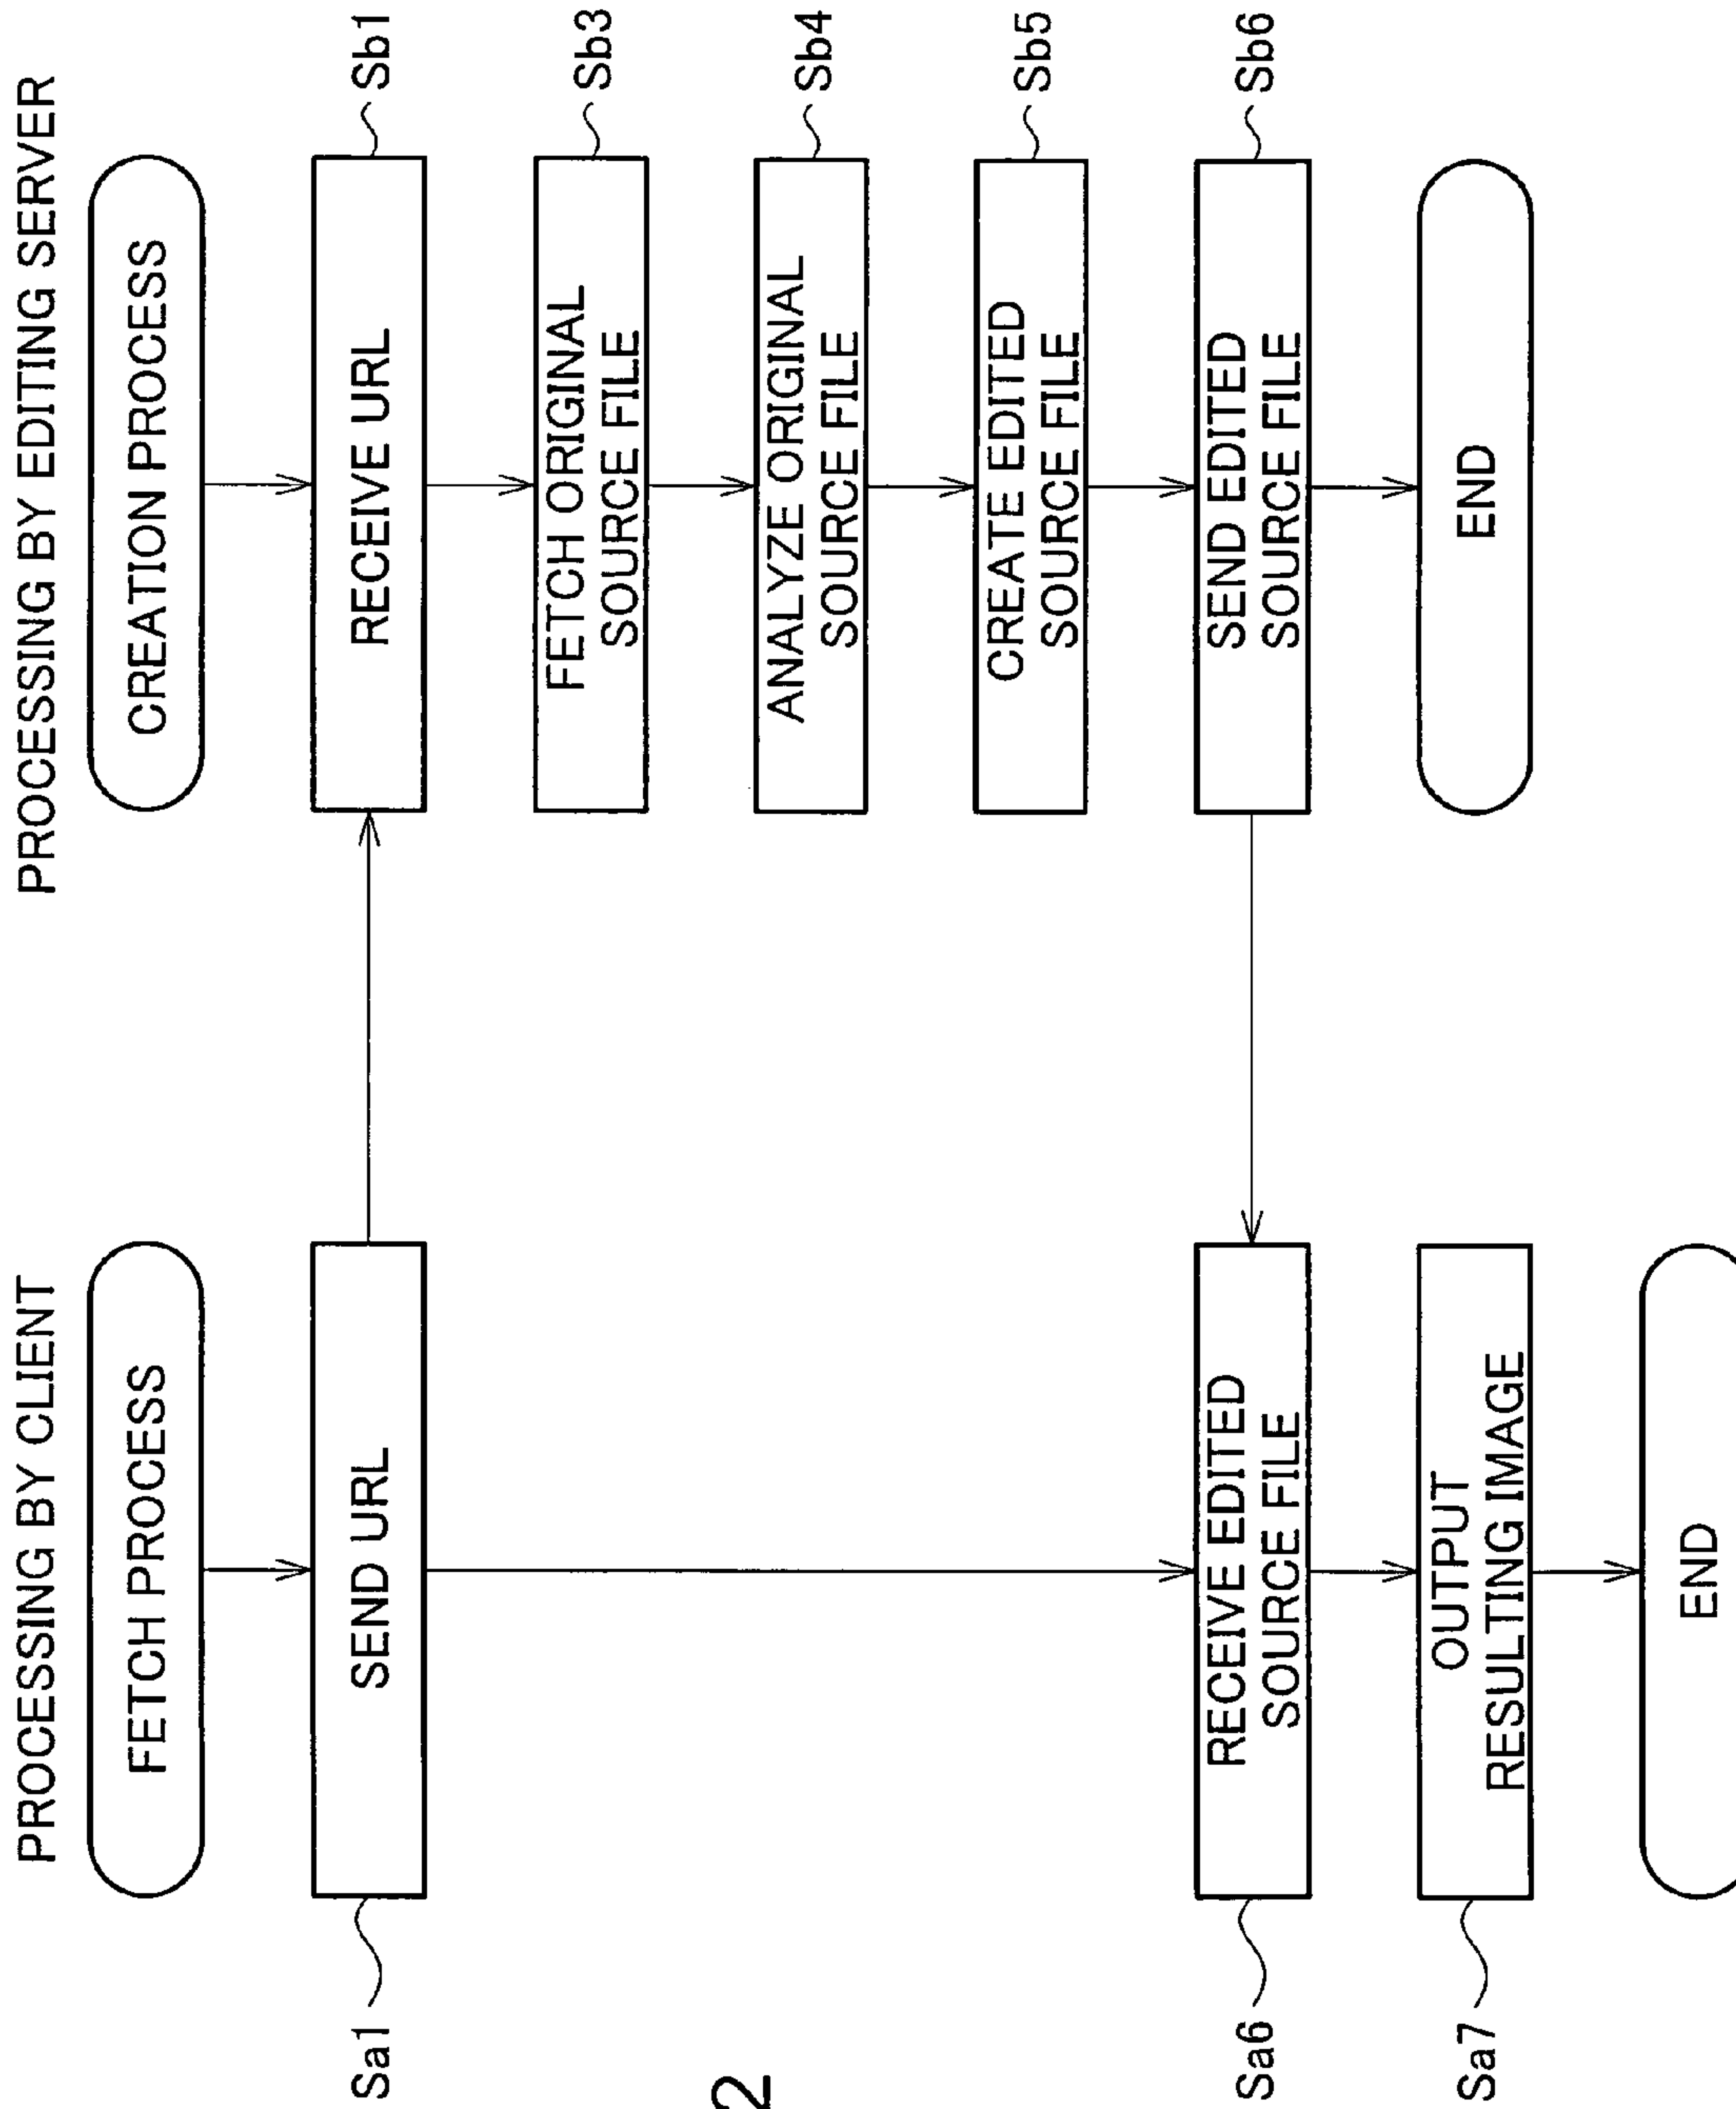 PROCESSING BY CLIENT
FETCH PROCESS
Sa1
SEND URL
Sa6
RECEIVE EDITED
SOURCE FILE
Sa7
OUTPUT
RESULTING IMAGE
END
PROCESSING BY EDITING SERVER
CREATION PROCESS
RECEIVE URL
Sb1
FETCH ORIGINAL
SOURCE FILE
Sb3
ANALYZE ORIGINAL
SOURCE FILE
Sb4
CREATE EDITED
SOURCE FILE
Sb5
SEND EDITED
SOURCE FILE
Sb6
END
2